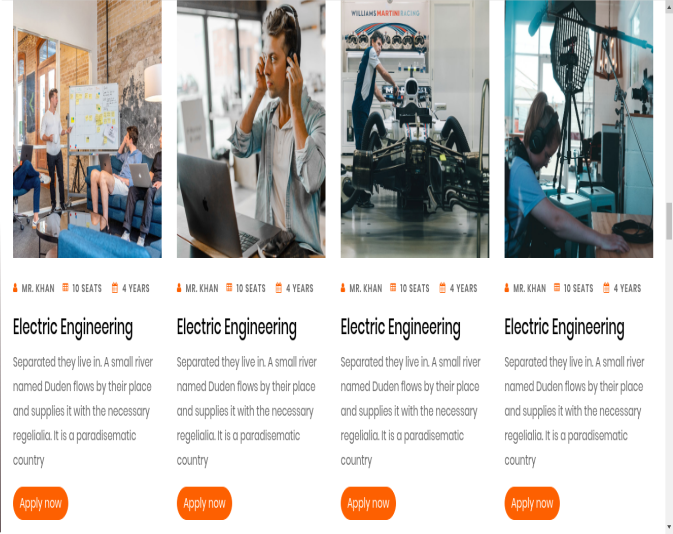 WILLIAMS MARTINI RACING
MR. KHAN 10 SEATS 4 YEARS
Electric Engineering
Separated they live in. A small river
named Duden flows by their place
and supplies it with the necessary
regelialia. It is a paradisematic
country
Apply now
MR. KHAN 10 SEATS 4 YEARS
Electric Engineering
Separated they live in. A small river
named Duden flows by their place
and supplies it with the necessary
regelialia. It is a paradisematic
country
Apply now
MR. KHAN 10 SEATS 4 YEARS
Electric Engineering
Separated they live in. A small river
named Duden flows by their place
and supplies it with the necessary
regelialia. It is a paradisematic
country
Apply now
MR. KHAN 10 SEATS 4 YEARS
Electric Engineering
Separated they live in. A small river
named Duden flows by their place
and supplies it with the necessary
regelialia. It is a paradisematic
country
Apply now